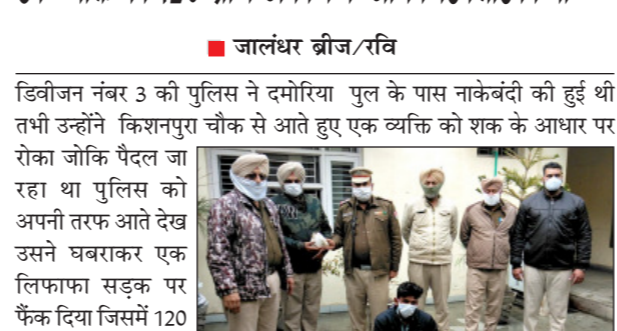 ■ जालंधर ब्रीज/रवि
डिवीजन नंबर 3 की पुलिस ने दमोरिया पुल के पास नाकेबंदी की हुई थी
तभी उन्होंने किशनपुरा चौक से आते हुए एक व्यक्ति को शक के आधार पर
रोका जोकि पैदल जा
रहा था पुलिस को
अपनी तरफ आते देख
उसने घबराकर एक
लिफाफा सड़क पर
फैंक दिया जिसमें 120